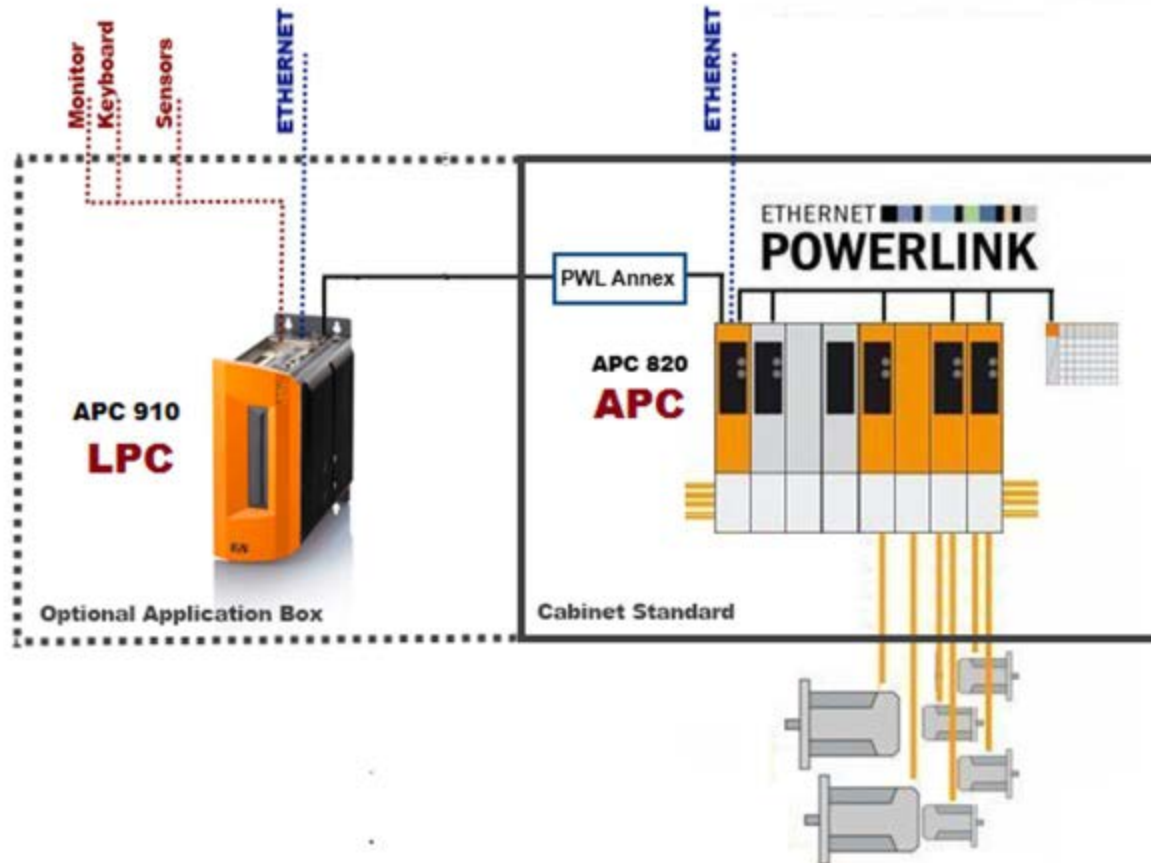 Monitor
Keyboard
Sensors
ETHERNET
ETHERNET
ETHERNET
POWERLINK
PWL Annex
APC 910
LPC
APC 820
APC
Optional Application Box
Cabinet Standard